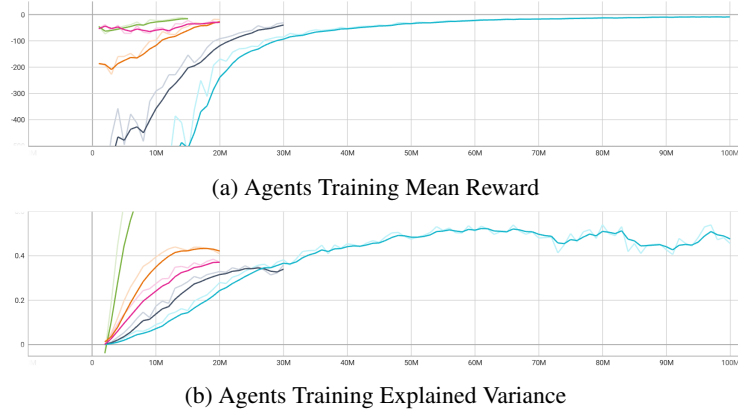 0
-100
-200
-300
-400
0 10M 20M 30M 40M 50M 60M 70M 80M 90M 100M
(a) Agents Training Mean Reward
0.4
0.2
0
0 10M 20M 30M 40M 50M 60M 70M 80M 90M 100M
(b) Agents Training Explained Variance